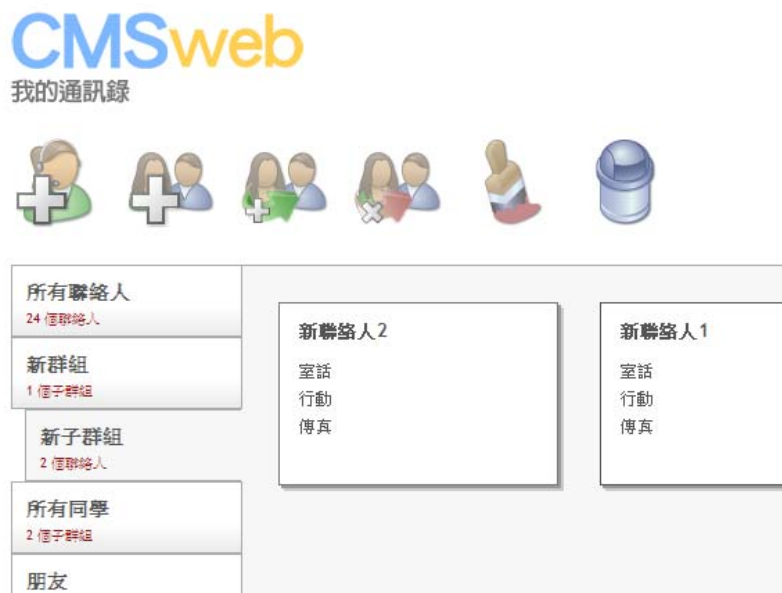 CMSweb
我的通訊錄
所有聯絡人
24 個聯絡人
新群組
1 個子群組
新子群組
2 個聯絡人
所有同學
2 個子群組
朋友
新聯絡人2
室話
行動
傳真
新聯絡人1
室話
行動
傳真